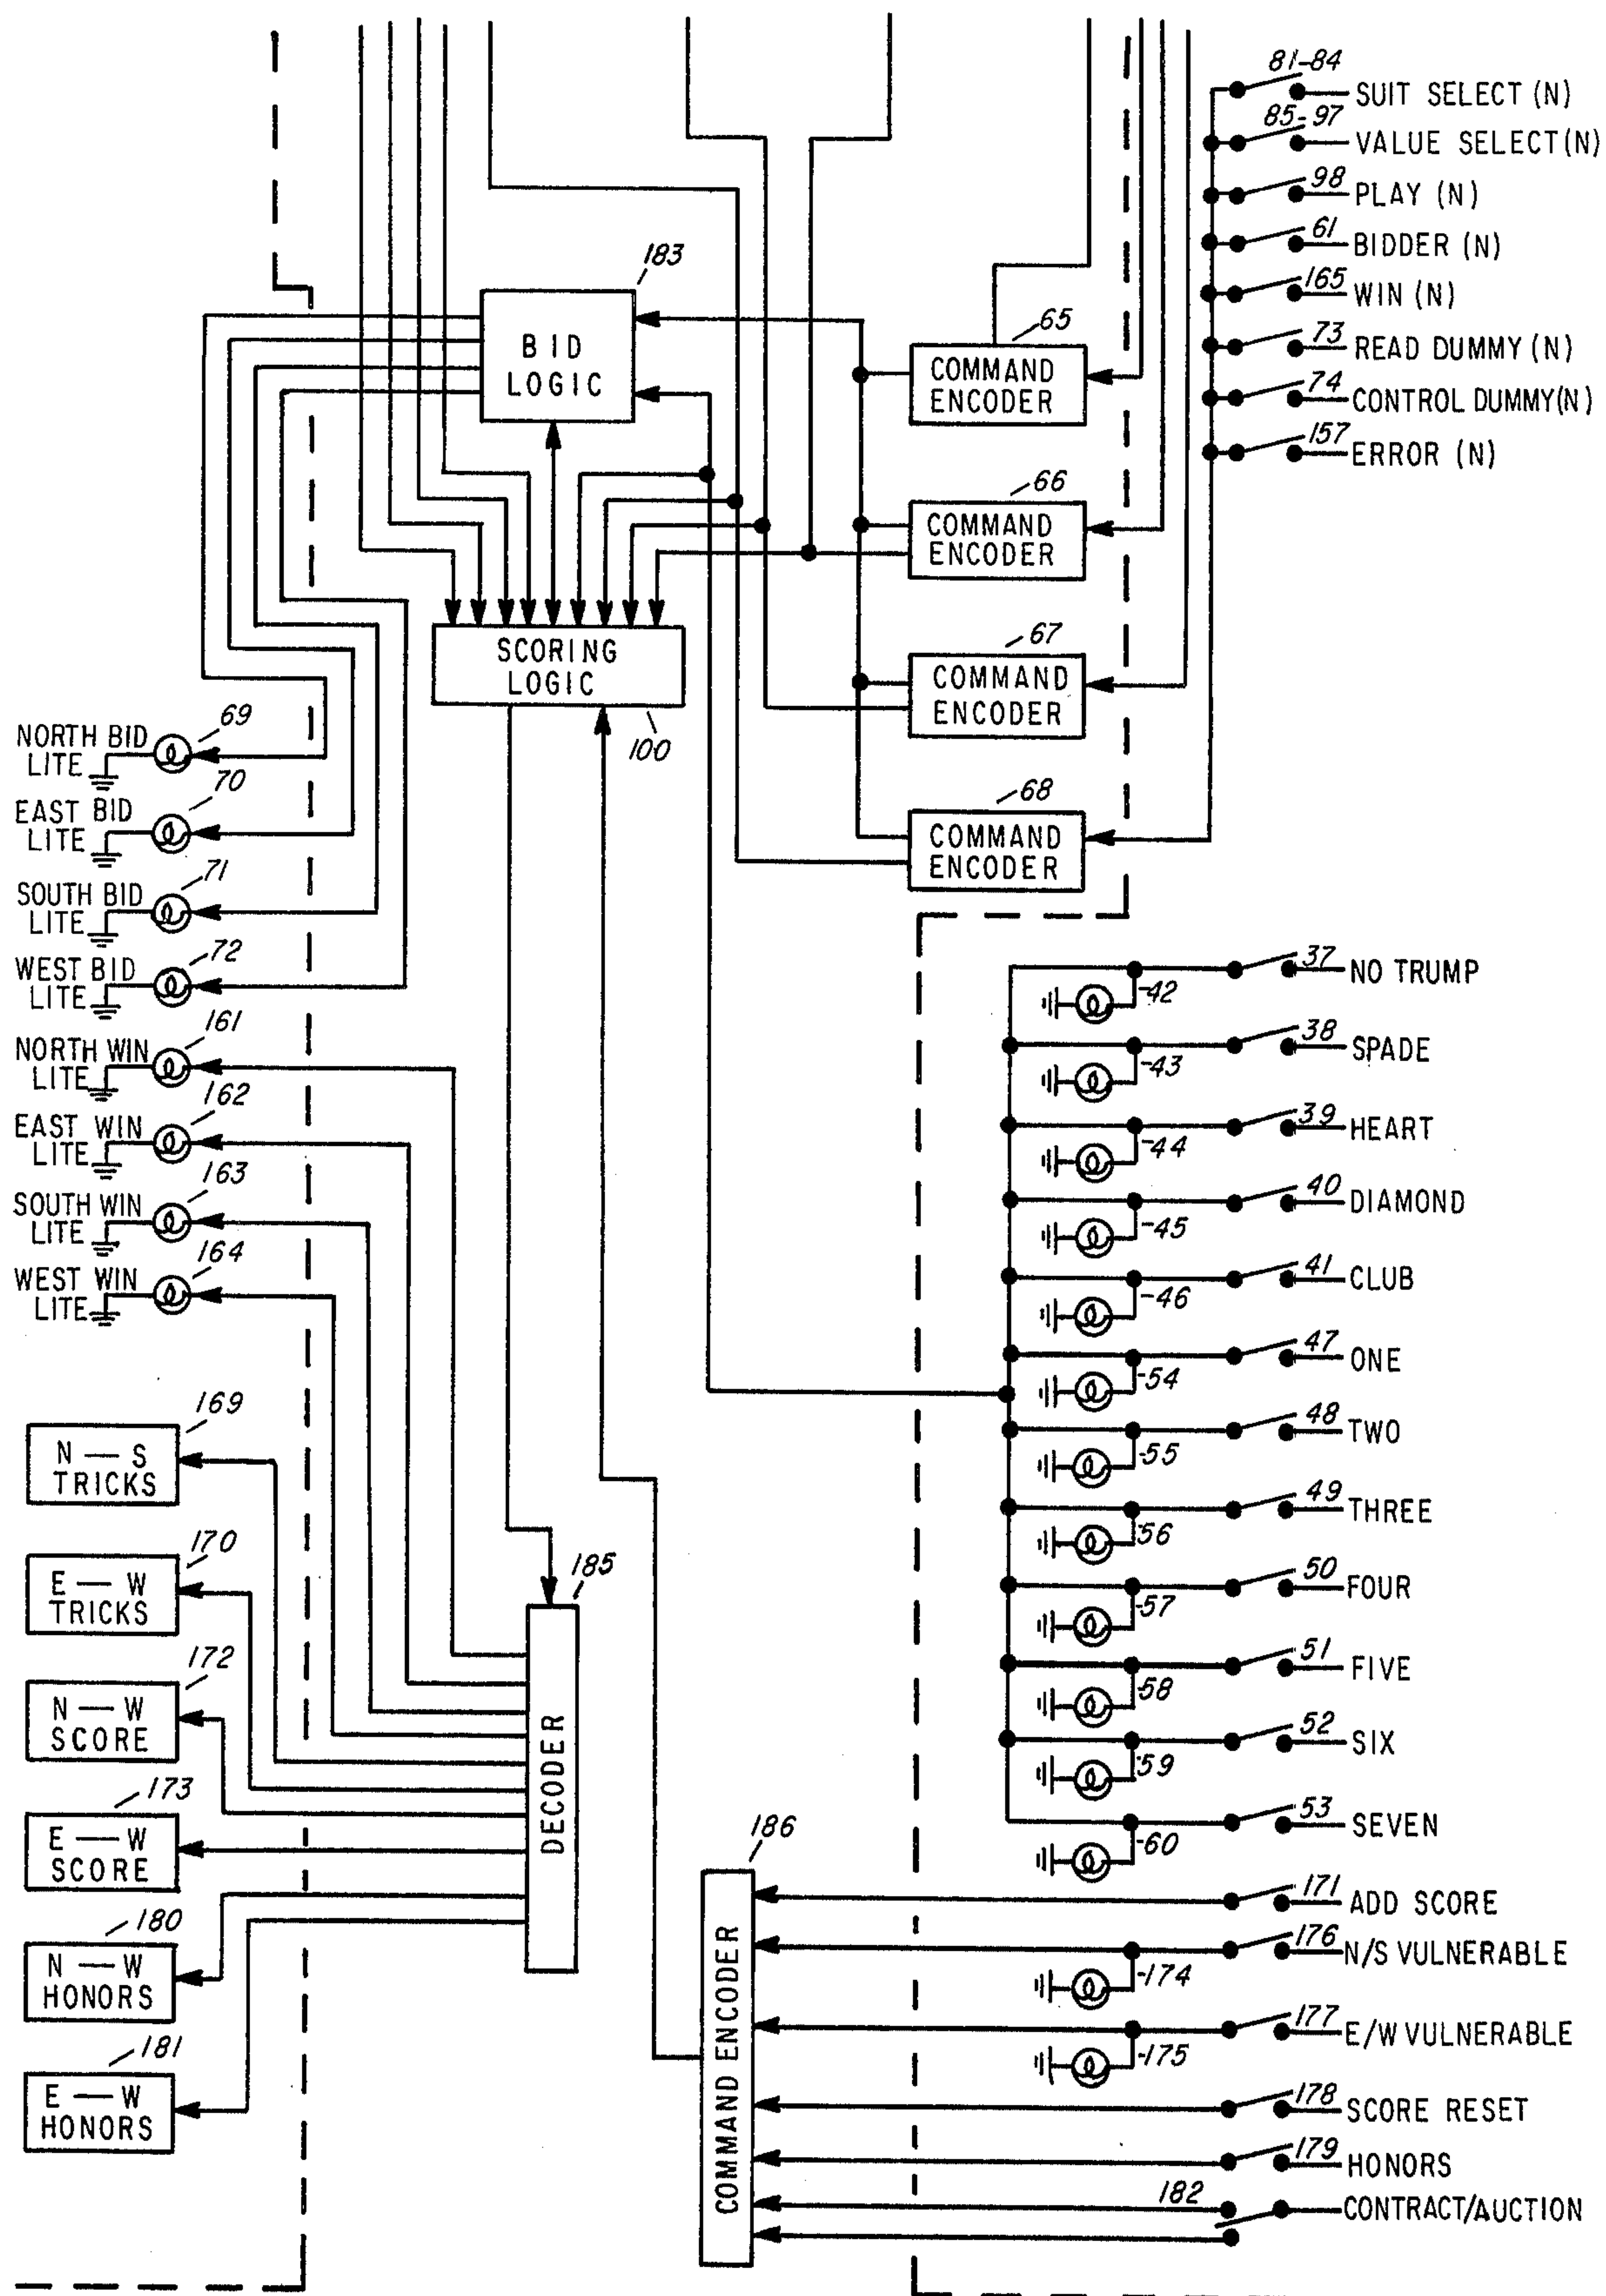 81-84
SUIT SELECT (N)
85-97
VALUE SELECT (N)
98
PLAY (N)
61
BIDDER (N)
165
WIN (N)
73
READ DUMMY (N)
74
CONTROL DUMMY(N)
157
ERROR (N)
183
BID
LOGIC
65
COMMAND
ENCODER
66
COMMAND
ENCODER
67
COMMAND
ENCODER
68
COMMAND
ENCODER
SCORING
LOGIC
100
69
NORTH BID
LITE
70
EAST BID
LITE
71
SOUTH BID
LITE
72
WEST BID
LITE
161
NORTH WIN
LITE
162
EAST WIN
LITE
163
SOUTH WIN
LITE
164
WEST WIN
LITE
169
N — S
TRICKS
170
E — W
TRICKS
172
N — W
SCORE
173
E — W
SCORE
180
N — W
HONORS
181
E — W
HONORS
185
DECODER
186
COMMAND ENCODER
37
NO TRUMP
42
38
SPADE
43
39
HEART
44
40
DIAMOND
45
41
CLUB
46
47
ONE
54
48
TWO
55
49
THREE
56
50
FOUR
57
51
FIVE
58
52
SIX
59
53
SEVEN
60
171
ADD SCORE
176
N/S VULNERABLE
174
177
E/W VULNERABLE
175
178
SCORE RESET
179
HONORS
182
CONTRACT/AUCTION